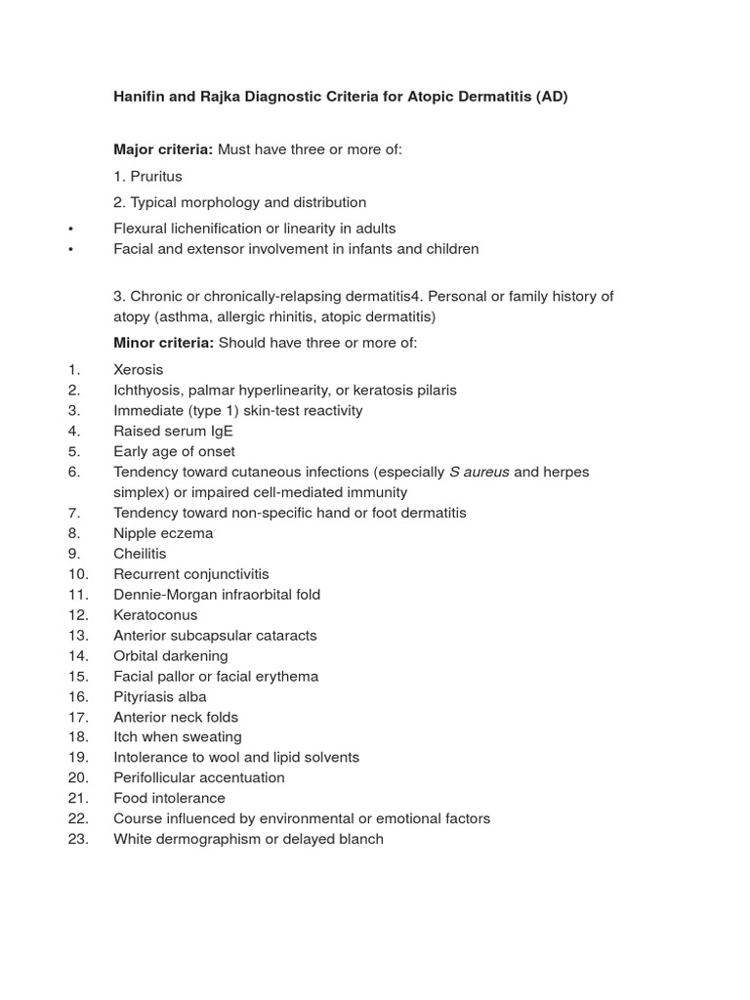 Hanifin and Rajka Diagnostic Criteria for Atopic Dermatitis (AD)
Major criteria: Must have three or more of:
1. Pruritus
2. Typical morphology and distribution
• Flexural lichenification or linearity in adults
• Facial and extensor involvement in infants and children
3. Chronic or chronically-relapsing dermatitis4. Personal or family history of
atopy (asthma, allergic rhinitis, atopic dermatitis)
Minor criteria: Should have three or more of:
1. Xerosis
2. Ichthyosis, palmar hyperlinearity, or keratosis pilaris
3. Immediate (type 1) skin-test reactivity
4. Raised serum IgE
5. Early age of onset
6. Tendency toward cutaneous infections (especially S aureus and herpes
simplex) or impaired cell-mediated immunity
7. Tendency toward non-specific hand or foot dermatitis
8. Nipple eczema
9. Cheilitis
10. Recurrent conjunctivitis
11. Dennie-Morgan infraorbital fold
12. Keratoconus
13. Anterior subcapsular cataracts
14. Orbital darkening
15. Facial pallor or facial erythema
16. Pityriasis alba
17. Anterior neck folds
18. Itch when sweating
19. Intolerance to wool and lipid solvents
20. Perifollicular accentuation
21. Food intolerance
22. Course influenced by environmental or emotional factors
23. White dermographism or delayed blanch